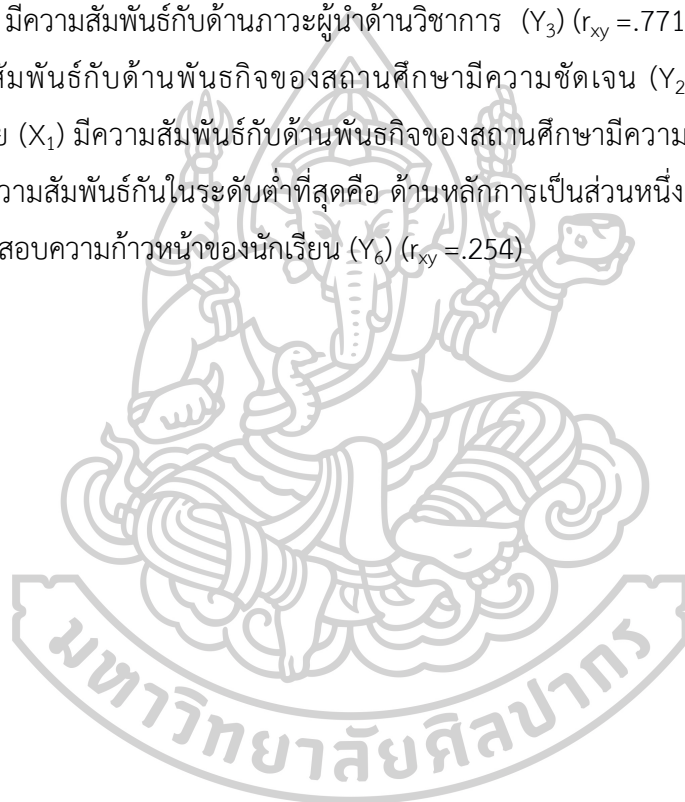 มีความสัมพันธ์กับด้านภาวะผู้นำด้านวิชาการ (Y₃) (rₓᵧ =.771
สัมพันธ์กับด้านพันธกิจของสถานศึกษามีความชัดเจน (Y₂
(X₁) มีความสัมพันธ์กับด้านพันธกิจของสถานศึกษามีความ
ความสัมพันธ์กันในระดับต่ำที่สุดคือ ด้านหลักการเป็นส่วนหนึ่ง
สอบความก้าวหน้าของนักเรียน (Y₆) (rₓᵧ =.254)
มหาวิทยาลัยศิลปากร